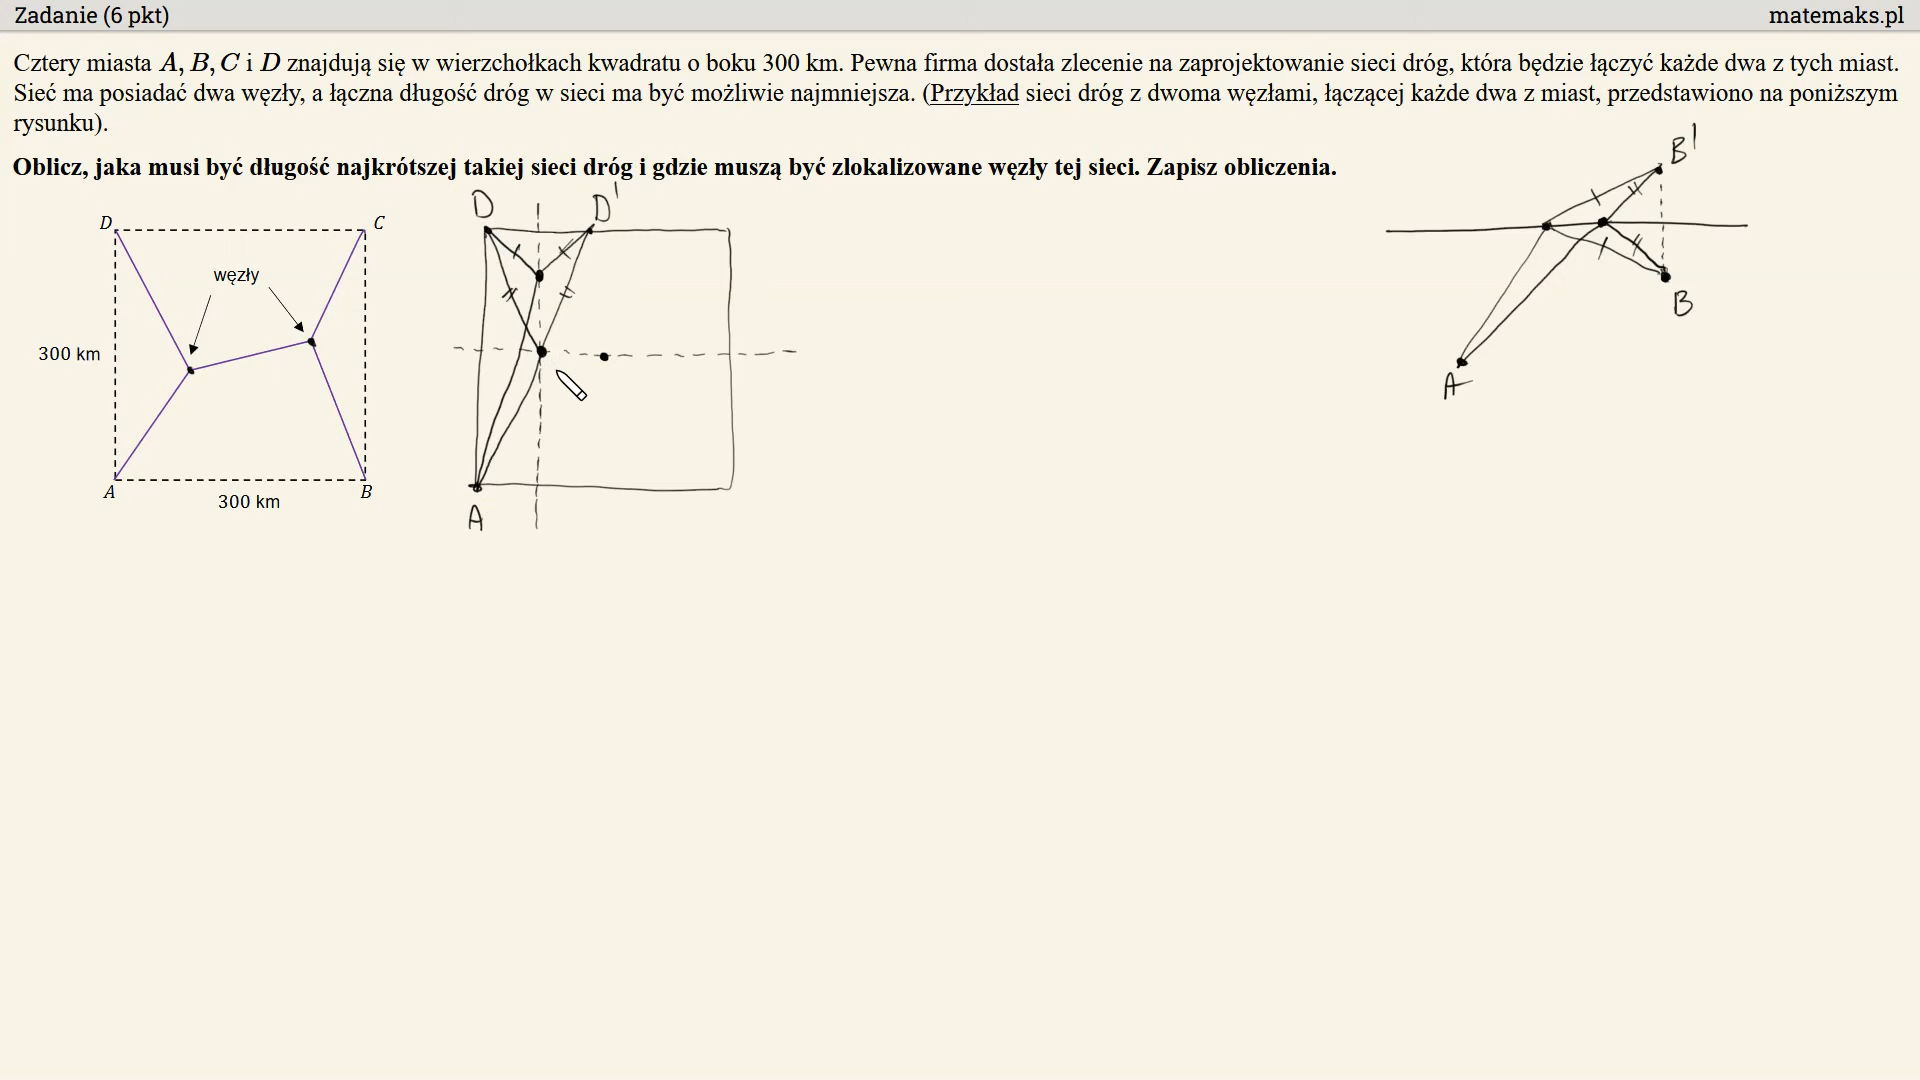 Zadanie (6 pkt)
matemaks.pl
Cztery miasta A, B, C i D znajdują się w wierzchołkach kwadratu o boku 300 km. Pewna firma dostała zlecenie na zaprojektowanie sieci dróg, która będzie łączyć każde dwa z tych miast.
Sieć ma posiadać dwa węzły, a łączna długość dróg w sieci ma być możliwie najmniejsza. (Przykład sieci dróg z dwoma węzłami, łączącej każde dwa z miast, przedstawiono na poniższym
rysunku).
Oblicz, jaka musi być długość najkrótszej takiej sieci dróg i gdzie muszą być zlokalizowane węzły tej sieci. Zapisz obliczenia.
D
C
węzły
300 km
A
B
300 km
D
D'
A
B'
B
A